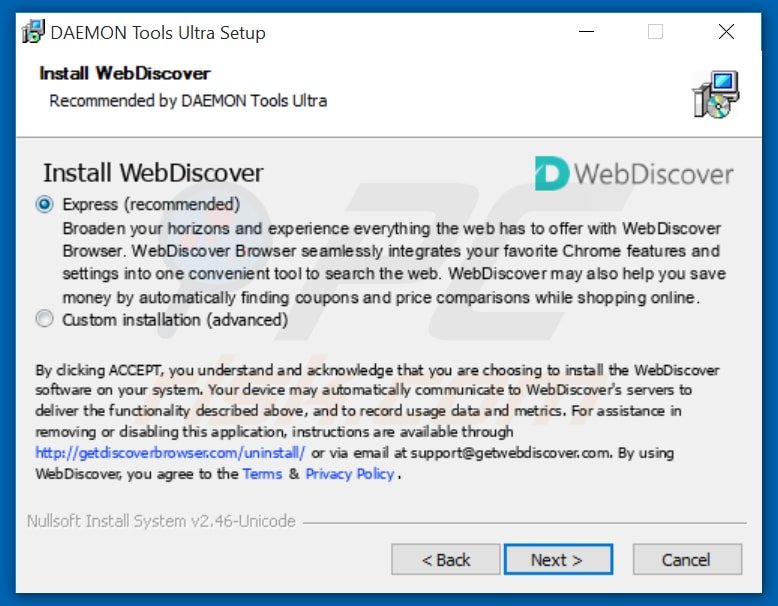 DAEMON Tools Ultra Setup
Install WebDiscover
Recommended by DAEMON Tools Ultra
Install WebDiscover
WebDiscover
Express (recommended)
Broaden your horizons and experience everything the web has to offer with WebDiscover
Browser. WebDiscover Browser seamlessly integrates your favorite Chrome features and
settings into one convenient tool to search the web. WebDiscover may also help you save
money by automatically finding coupons and price comparisons while shopping online.
Custom installation (advanced)
By clicking ACCEPT, you understand and acknowledge that you are choosing to install the WebDiscover
software on your system. Your device may automatically communicate to WebDiscover's servers to
deliver the functionality described above, and to record usage data and metrics. For assistance in
removing or disabling this application, instructions are available through
http://getdiscoverbrowser.com/uninstall/ or via email at support@getwebdiscover.com. By using
WebDiscover, you agree to the Terms & Privacy Policy .
Nullsoft Install System v2.46-Unicode
< Back Next > Cancel